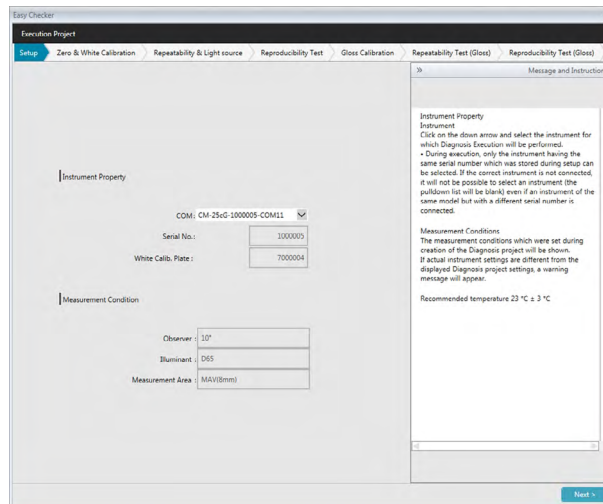 Easy Checker
Execution Project
Setup
Zero & White Calibration
Repeatability & Light source
Reproducibility Test
Gloss Calibration
Repeatability Test (Gloss)
Reproducibility Test (Gloss)
Instrument Property
COM: CM-25cG-1000005-COM11
Serial No.: 1000005
White Calib. Plate : 7000004
Measurement Condition
Observer : 10°
Illuminant : D65
Measurement Area : MAV(8mm)
» Message and Instruction
Instrument Property
Instrument
Click on the down arrow and select the instrument for
which Diagnosis Execution will be performed.
• During execution, only the instrument having the
same serial number which was stored during setup can
be selected. If the correct instrument is not connected,
it will not be possible to select an instrument (the
pulldown list will be blank) even if an instrument of the
same model but with a different serial number is
connected.
Measurement Conditions
The measurement conditions which were set during
creation of the Diagnosis project will be shown.
If actual instrument settings are different from the
displayed Diagnosis project settings, a warning
message will appear.
Recommended temperature 23 °C ± 3 °C
Next >